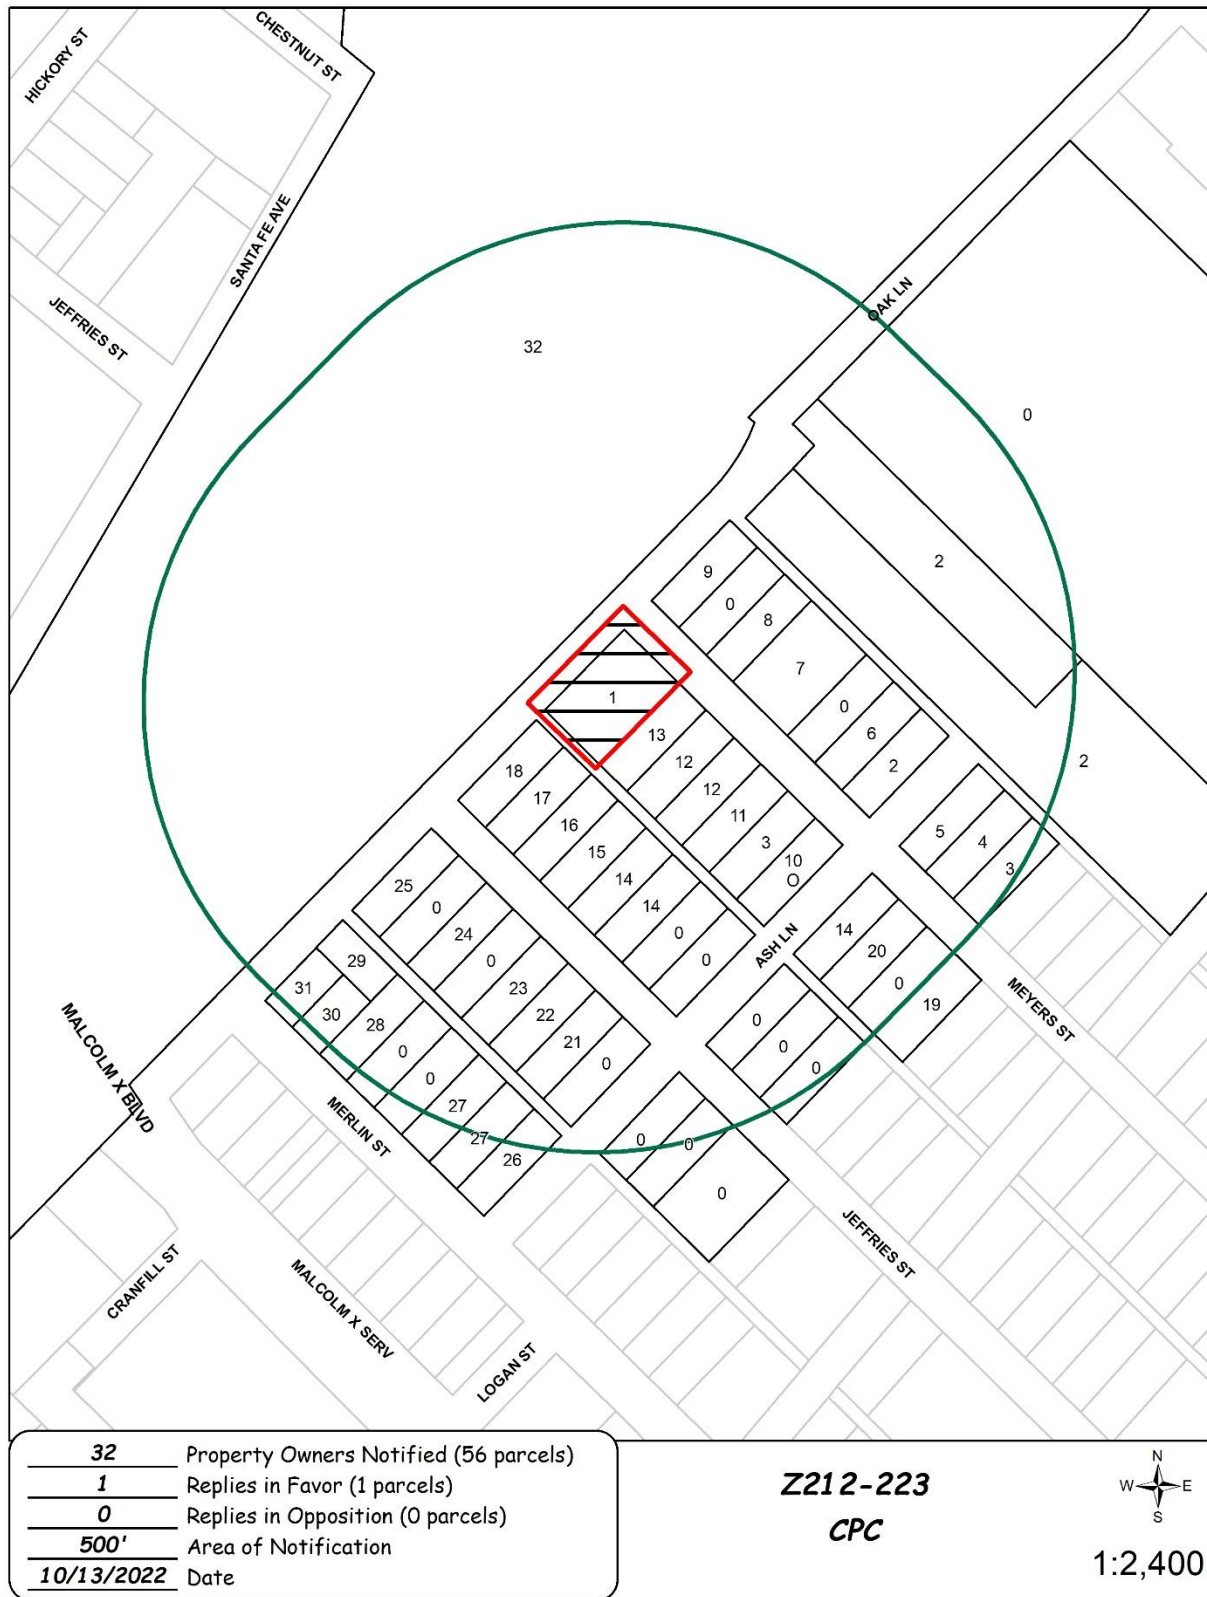 CHESTNUT ST
HICKORY ST
SANTA FE AVE
JEFFRIES ST
OAK LN
32
0
2
9
0
8
7
0
6
2
2
1
13
12
12
11
3
10
O
18
17
16
15
14
14
0
0
5
4
3
ASH LN
14
20
0
19
MEYERS ST
25
0
24
0
23
22
21
0
0
0
0
29
31
30
28
0
0
27
27
26
0
0
0
MALCOLM X BLVD
MERLIN ST
JEFFRIES ST
CRANFILL ST
MALCOLM X SERV
LOGAN ST
32 Property Owners Notified (56 parcels)
1 Replies in Favor (1 parcels)
0 Replies in Opposition (0 parcels)
500' Area of Notification
10/13/2022 Date
Z212-223
CPC
N
W E
S
1:2,400